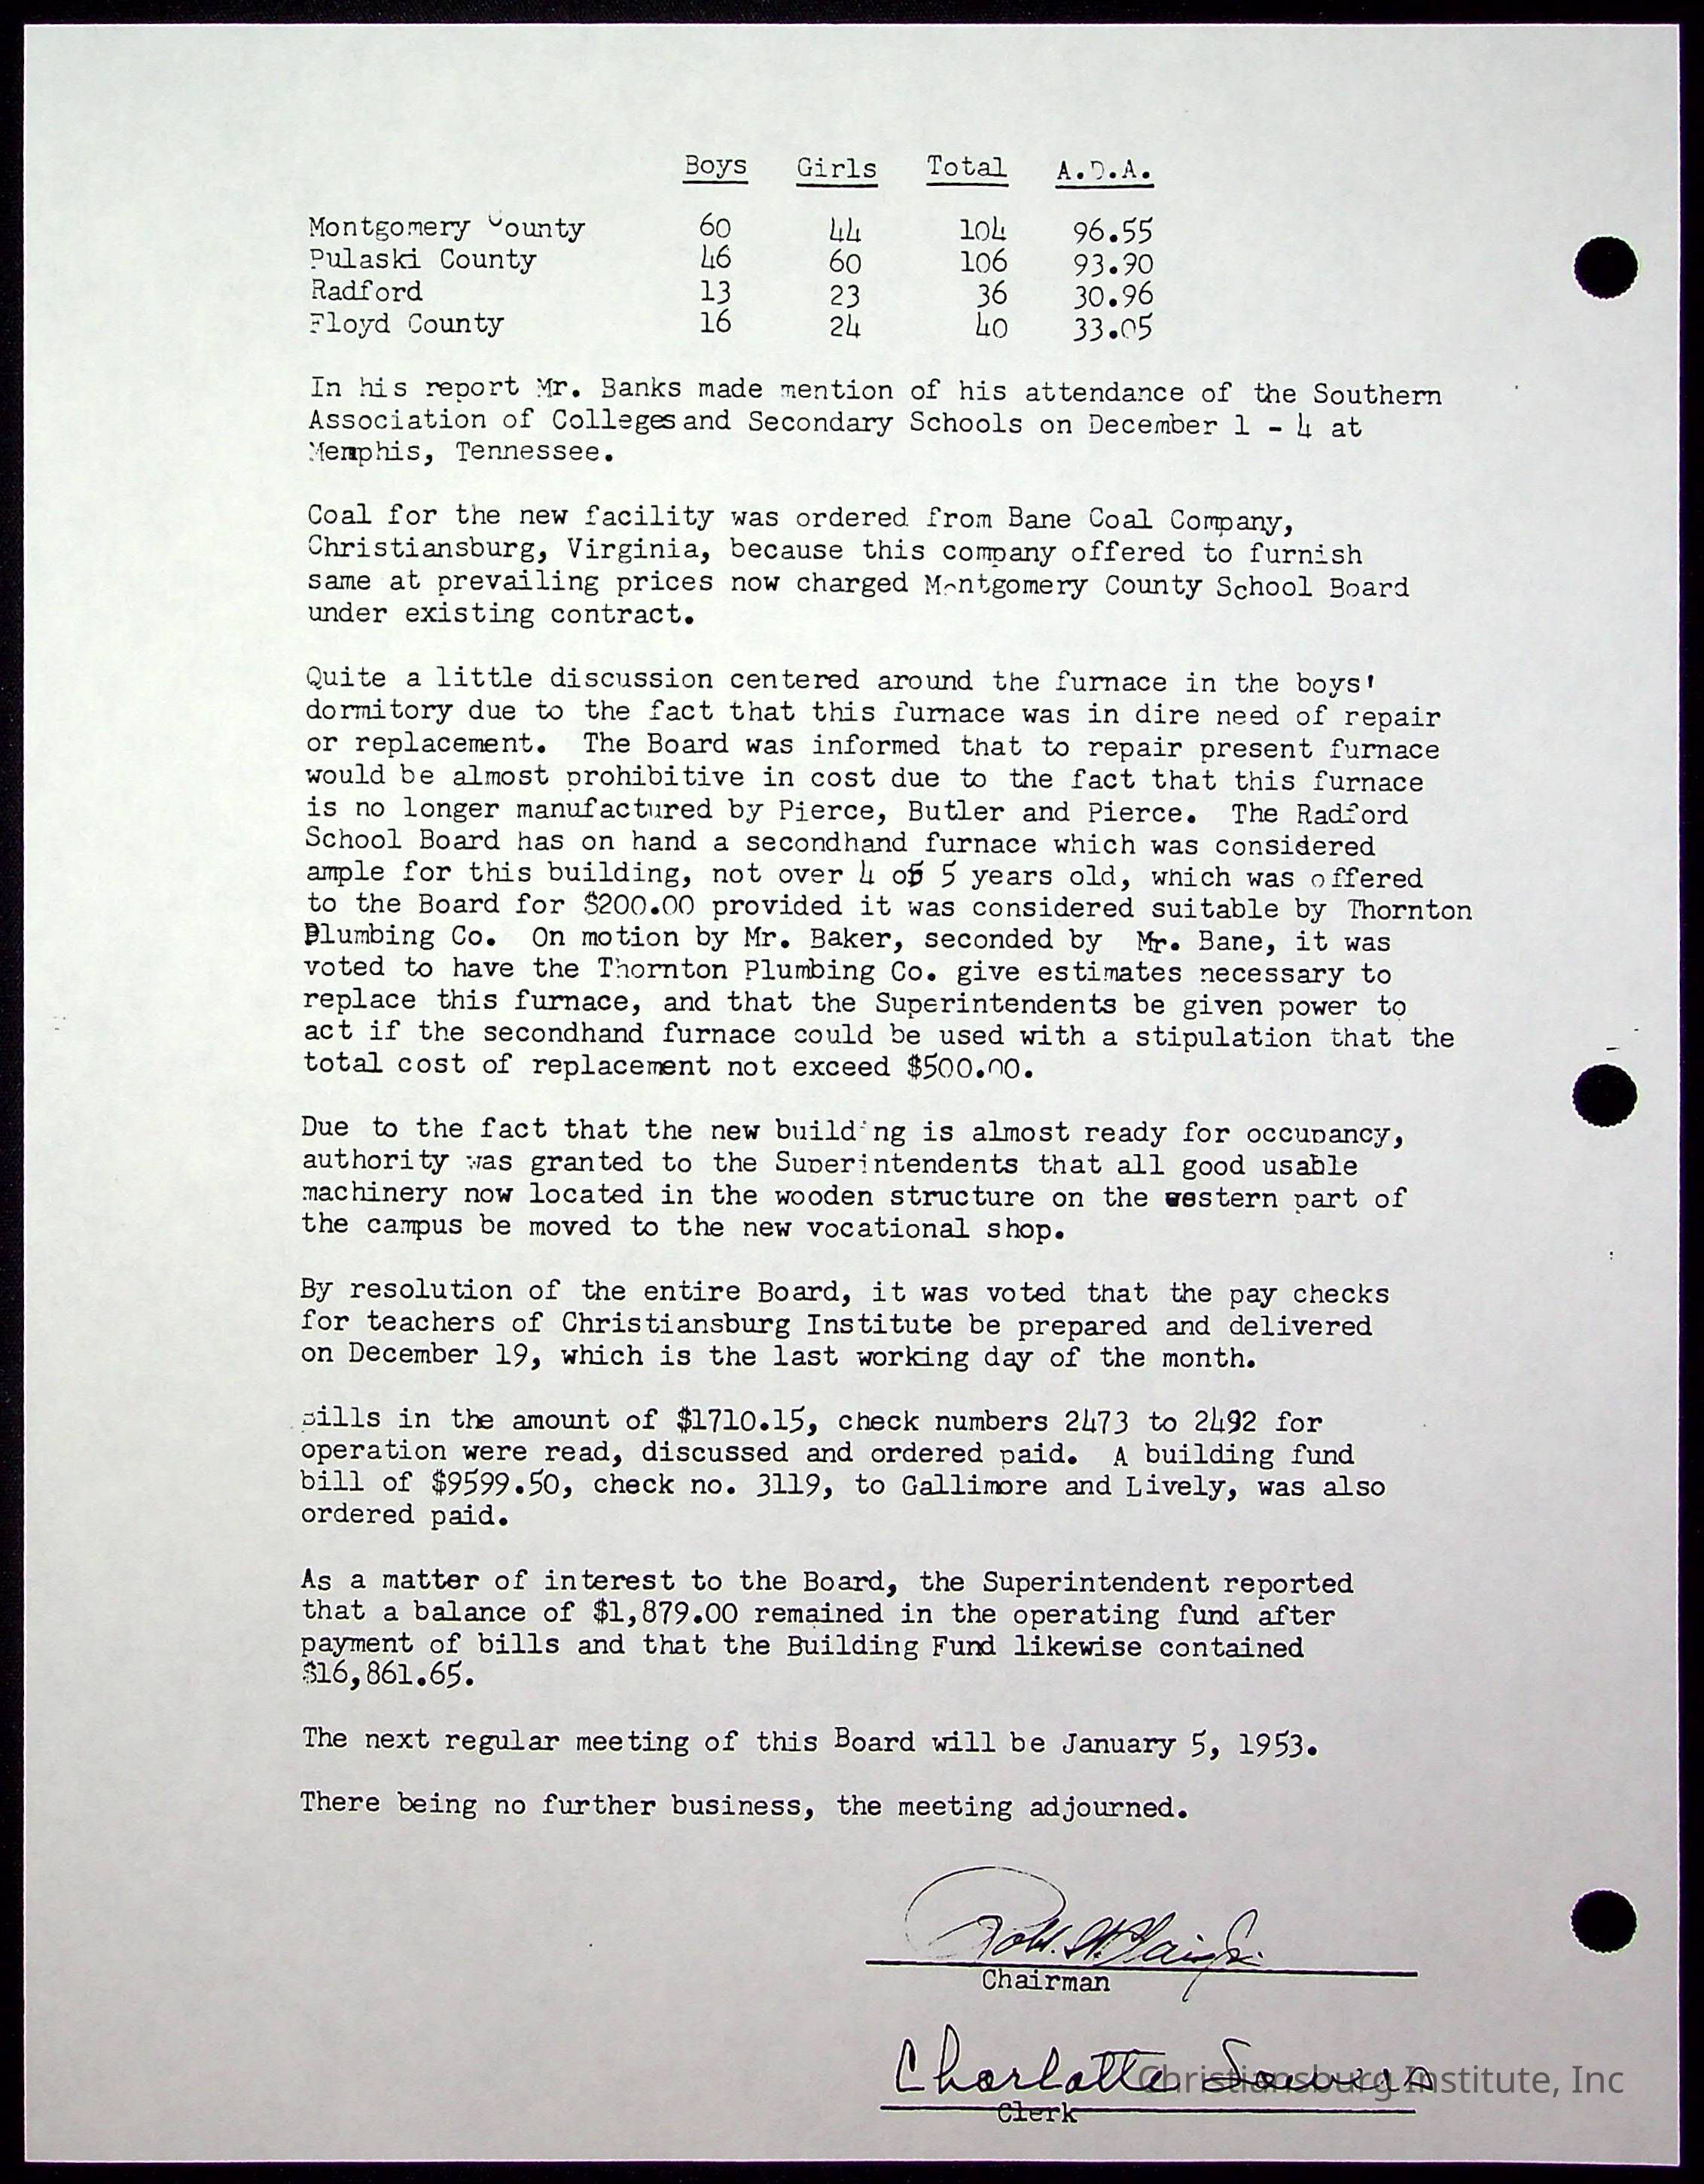 Boys Girls Total A.D.A.
Montgomery County 60 44 104 96.55
Pulaski County 46 60 106 93.90
Radford 13 23 36 30.96
Floyd County 16 24 40 33.05
In his report Mr. Banks made mention of his attendance of the Southern
Association of Colleges and Secondary Schools on December 1 - 4 at
Memphis, Tennessee.
Coal for the new facility was ordered from Bane Coal Company,
Christiansburg, Virginia, because this company offered to furnish
same at prevailing prices now charged Montgomery County School Board
under existing contract.
Quite a little discussion centered around the furnace in the boys'
dormitory due to the fact that this furnace was in dire need of repair
or replacement. The Board was informed that to repair present furnace
would be almost prohibitive in cost due to the fact that this furnace
is no longer manufactured by Pierce, Butler and Pierce. The Radford
School Board has on hand a secondhand furnace which was considered
ample for this building, not over 4 or 5 years old, which was offered
to the Board for $200.00 provided it was considered suitable by Thornton
Plumbing Co. On motion by Mr. Baker, seconded by Mr. Bane, it was
voted to have the Thornton Plumbing Co. give estimates necessary to
replace this furnace, and that the Superintendents be given power to
act if the secondhand furnace could be used with a stipulation that the
total cost of replacement not exceed $500.00.
Due to the fact that the new building is almost ready for occupancy,
authority was granted to the Superintendents that all good usable
machinery now located in the wooden structure on the western part of
the campus be moved to the new vocational shop.
By resolution of the entire Board, it was voted that the pay checks
for teachers of Christiansburg Institute be prepared and delivered
on December 19, which is the last working day of the month.
Bills in the amount of $1710.15, check numbers 2473 to 2492 for
operation were read, discussed and ordered paid. A building fund
bill of $9599.50, check no. 3119, to Gallimore and Lively, was also
ordered paid.
As a matter of interest to the Board, the Superintendent reported
that a balance of $1,879.00 remained in the operating fund after
payment of bills and that the Building Fund likewise contained
$16,861.65.
The next regular meeting of this Board will be January 5, 1953.
There being no further business, the meeting adjourned.
Chairman
Charlotte
Christiansburg Institute, Inc
Clerk